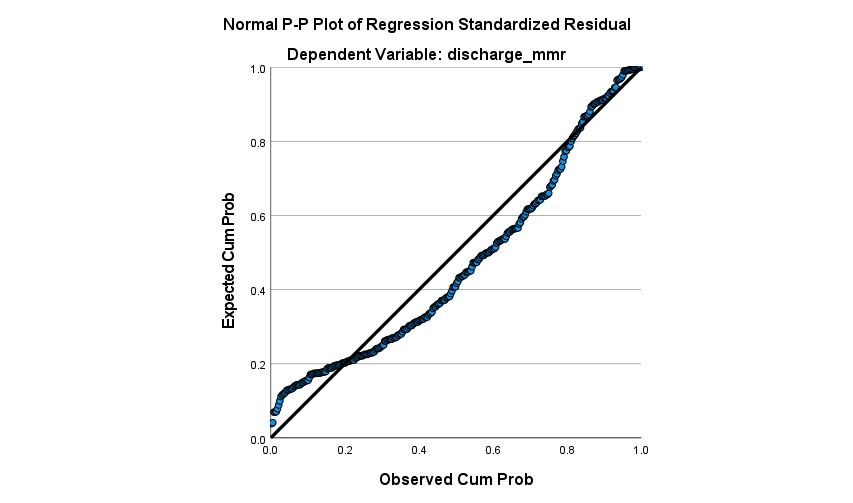 Normal P-P Plot of Regression Standardized Residual
Dependent Variable: discharge_mmr
1.0
0.8
0.6
0.4
0.2
0.0
Expected Cum Prob
0.0 0.2 0.4 0.6 0.8 1.0
Observed Cum Prob